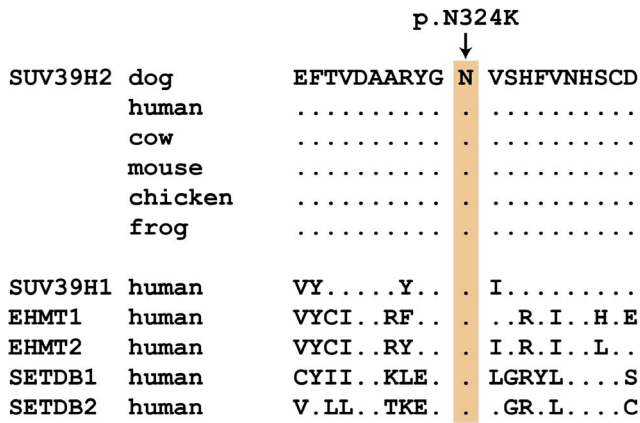 p.N324K
SUV39H2 dog EFTVDAARYG N VSHFVNHSCD
human .......... . ..........
cow .......... . ..........
mouse .......... . ..........
chicken .......... . ..........
frog .......... . ..........
SUV39H1 human VY.....Y.. . I.........
EHMT1 human VYCI..RF.. . ..R.I..H.E
EHMT2 human VYCI..RY.. . I.R.I..L..
SETDB1 human CYII..KLE. . LGRYL....S
SETDB2 human V.LL..TKE. . .GR.L....C